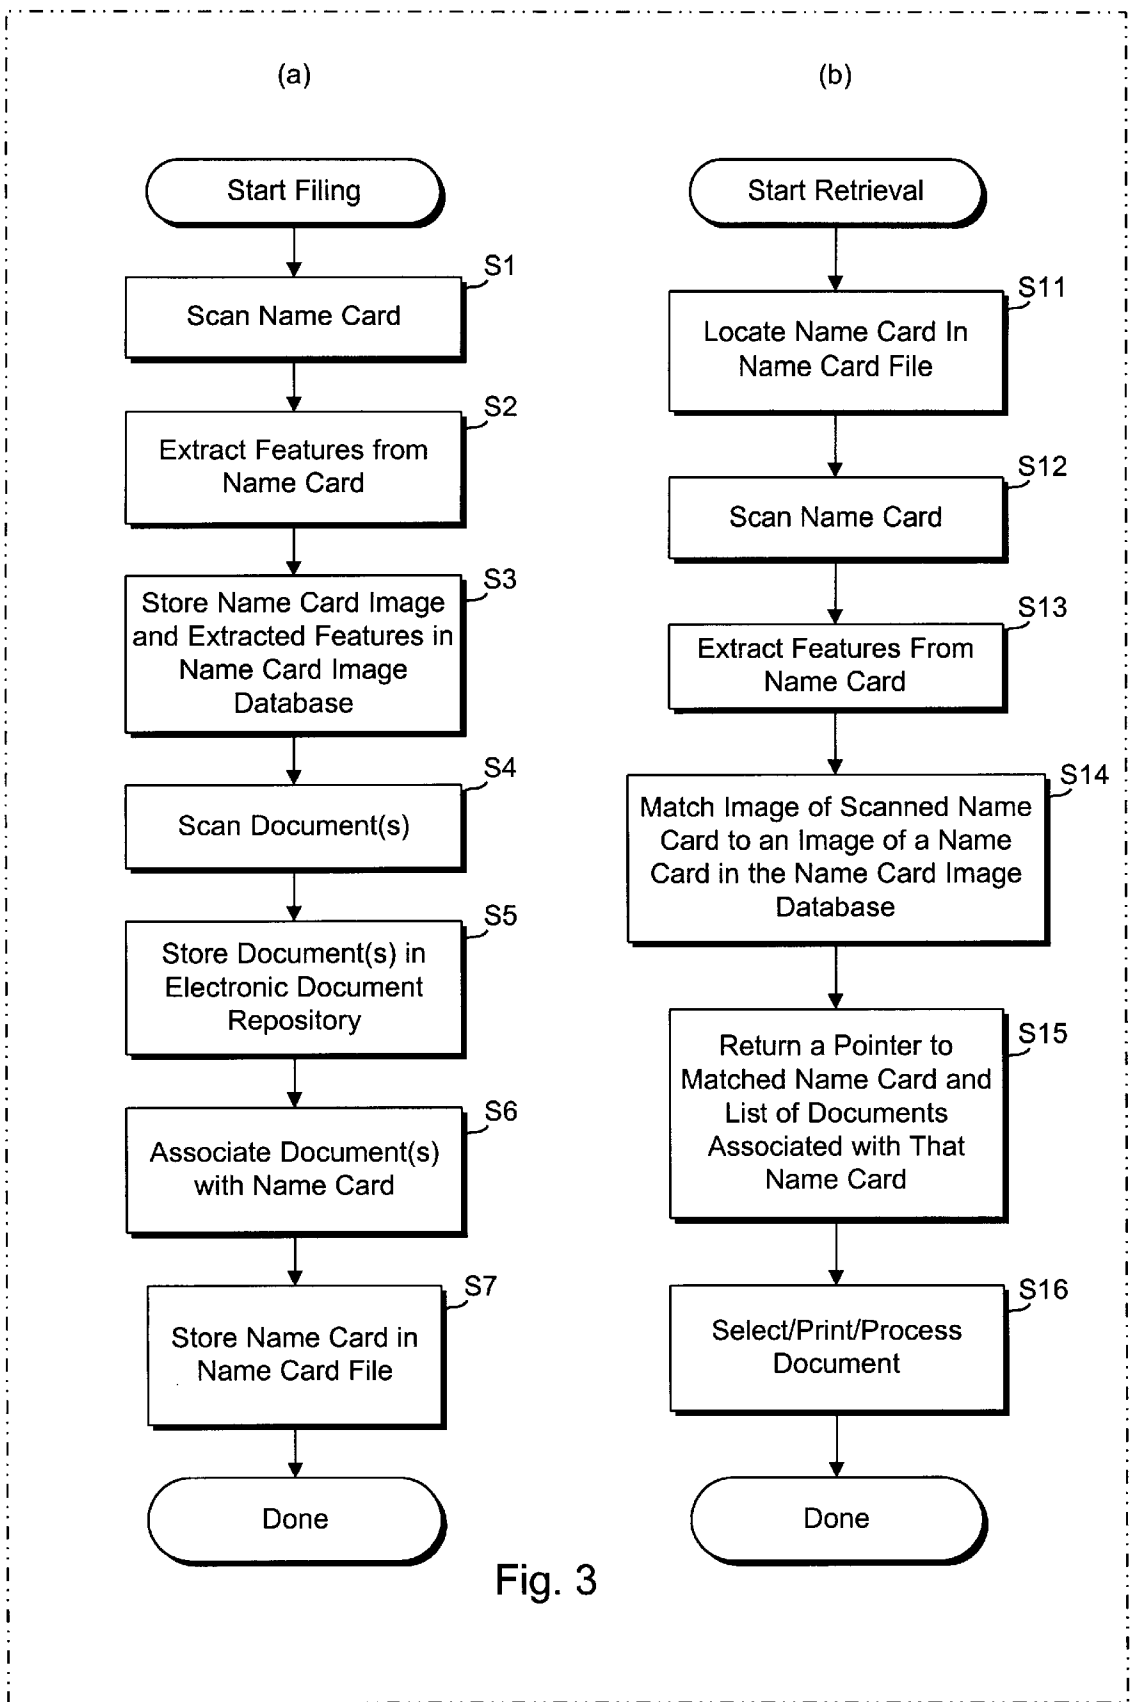 (a)
Start Filing
S1
Scan Name Card
S2
Extract Features from
Name Card
S3
Store Name Card Image
and Extracted Features in
Name Card Image
Database
S4
Scan Document(s)
S5
Store Document(s) in
Electronic Document
Repository
S6
Associate Document(s)
with Name Card
S7
Store Name Card in
Name Card File
Done
(b)
Start Retrieval
S11
Locate Name Card In
Name Card File
S12
Scan Name Card
S13
Extract Features From
Name Card
S14
Match Image of Scanned Name
Card to an Image of a Name
Card in the Name Card Image
Database
S15
Return a Pointer to
Matched Name Card and
List of Documents
Associated with That
Name Card
S16
Select/Print/Process
Document
Done
Fig. 3